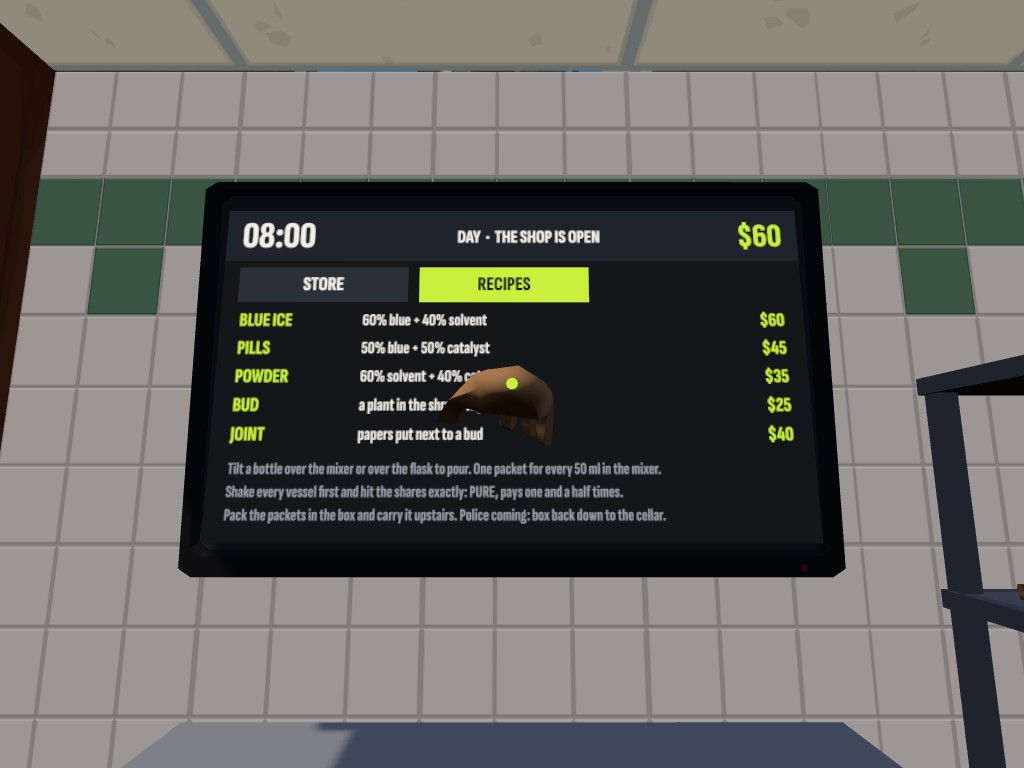 08:00
DAY - THE SHOP IS OPEN
$60
STORE
RECIPES
BLUE ICE 60% blue + 40% solvent $60
PILLS 50% blue + 50% catalyst $45
POWDER 60% solvent + 40% $35
BUD a plant in the $25
JOINT papers put next to a bud $40
Tilt a bottle over the mixer or over the flask to pour. One packet for every 50 ml in the mixer.
Shake every vessel first and hit the shares exactly: PURE, pays one and a half times.
Pack the packets in the box and carry it upstairs. Police coming: box back down to the cellar.